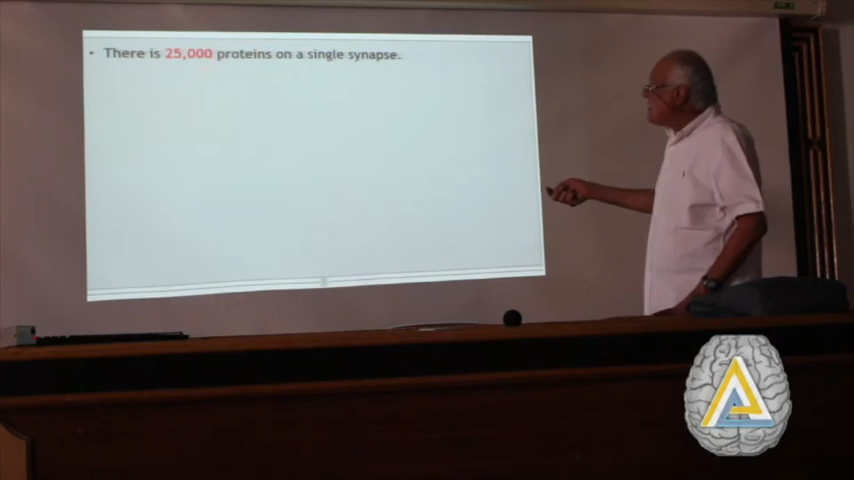 • There is 25,000 proteins on a single synapse.